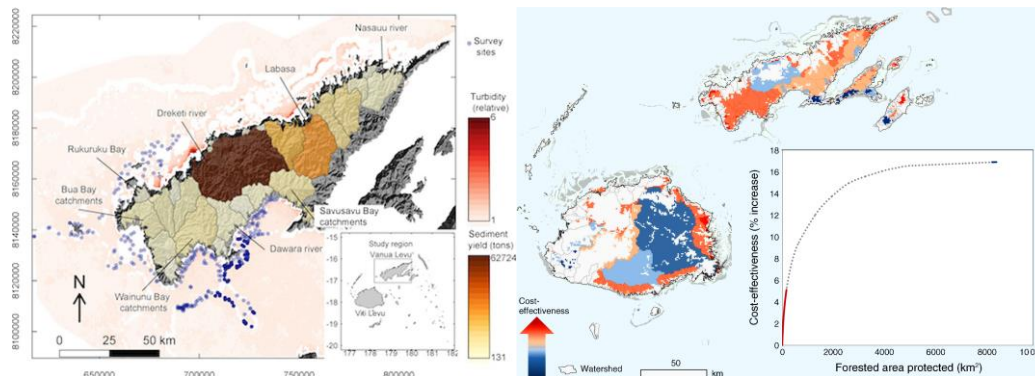 Nasauu river
Labasa
Dreketi river
Rukuruku Bay
Bua Bay
catchments
Wainunu Bay
catchments
Dawara river
Savusavu Bay
catchments
Survey
sites
Turbidity
(relative)
6
1
Sediment
yield (tons)
62724
131
Study region
Vanua Levu
Viti Levu
-16
-17
-18
-19
-20
177 178 179 180 181 182
N
0 25 50 km
8220000
8200000
8180000
8160000
8140000
8120000
8100000
650000 700000 750000 800000
Cost-
effectiveness
Watershed
50
km
Cost-effectiveness (% increase)
18
16
14
12
10
8
6
4
2
0
0 2000 4000 6000 8000
Forested area protected (km²)